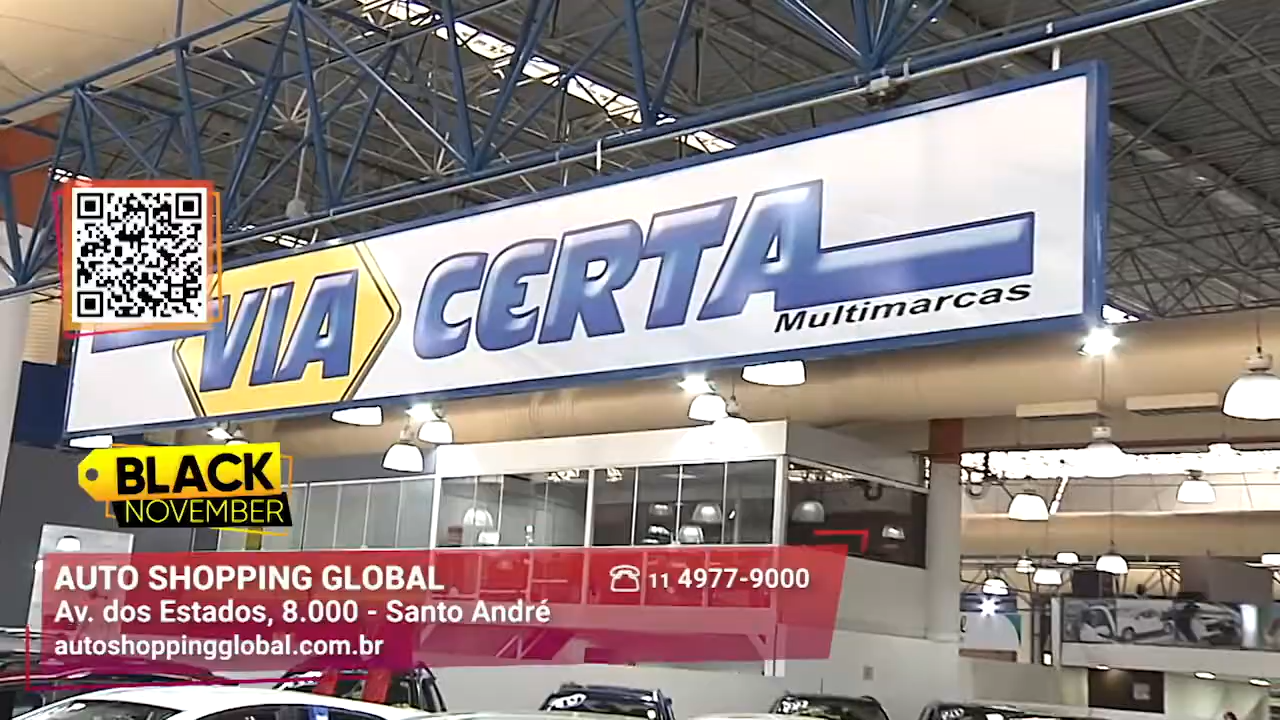 VIA CERTA
Multimarcas
BLACK
NOVEMBER
AUTO SHOPPING GLOBAL
11 4977-9000
Av. dos Estados, 8.000 - Santo André
autoshoppingglobal.com.br